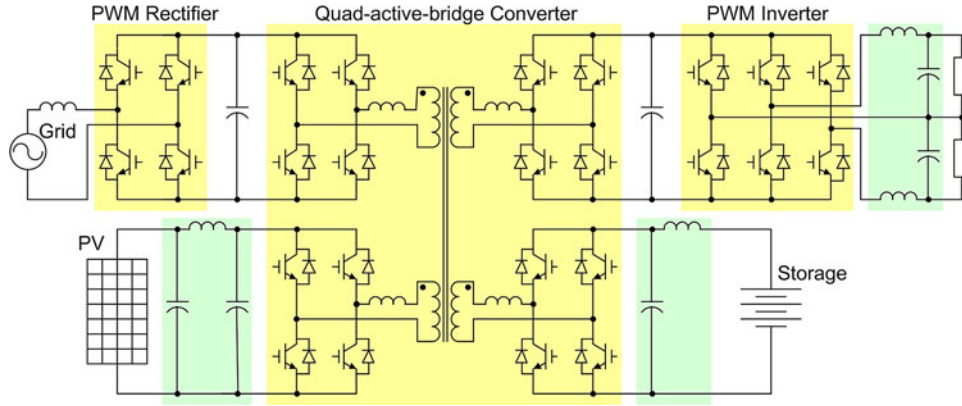 PWM Rectifier
Quad-active-bridge Converter
PWM Inverter
Grid
PV
Storage